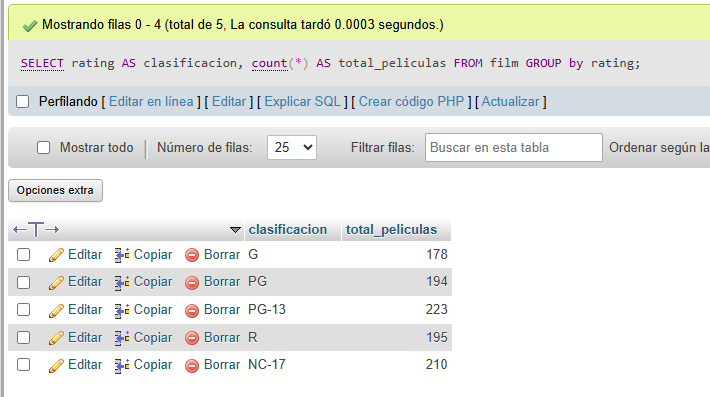 Mostrando filas 0 - 4 (total de 5, La consulta tardó 0.0003 segundos.)
SELECT rating AS clasificacion, count(*) AS total_peliculas FROM film GROUP by rating;
Perfilando [ Editar en línea ] [ Editar ] [ Explicar SQL ] [ Crear código PHP ] [ Actualizar ]
Mostrar todo | Número de filas: 25 Filtrar filas: Buscar en esta tabla Ordenar según la
Opciones extra
clasificacion total_peliculas
Editar Copiar Borrar G 178
Editar Copiar Borrar PG 194
Editar Copiar Borrar PG-13 223
Editar Copiar Borrar R 195
Editar Copiar Borrar NC-17 210